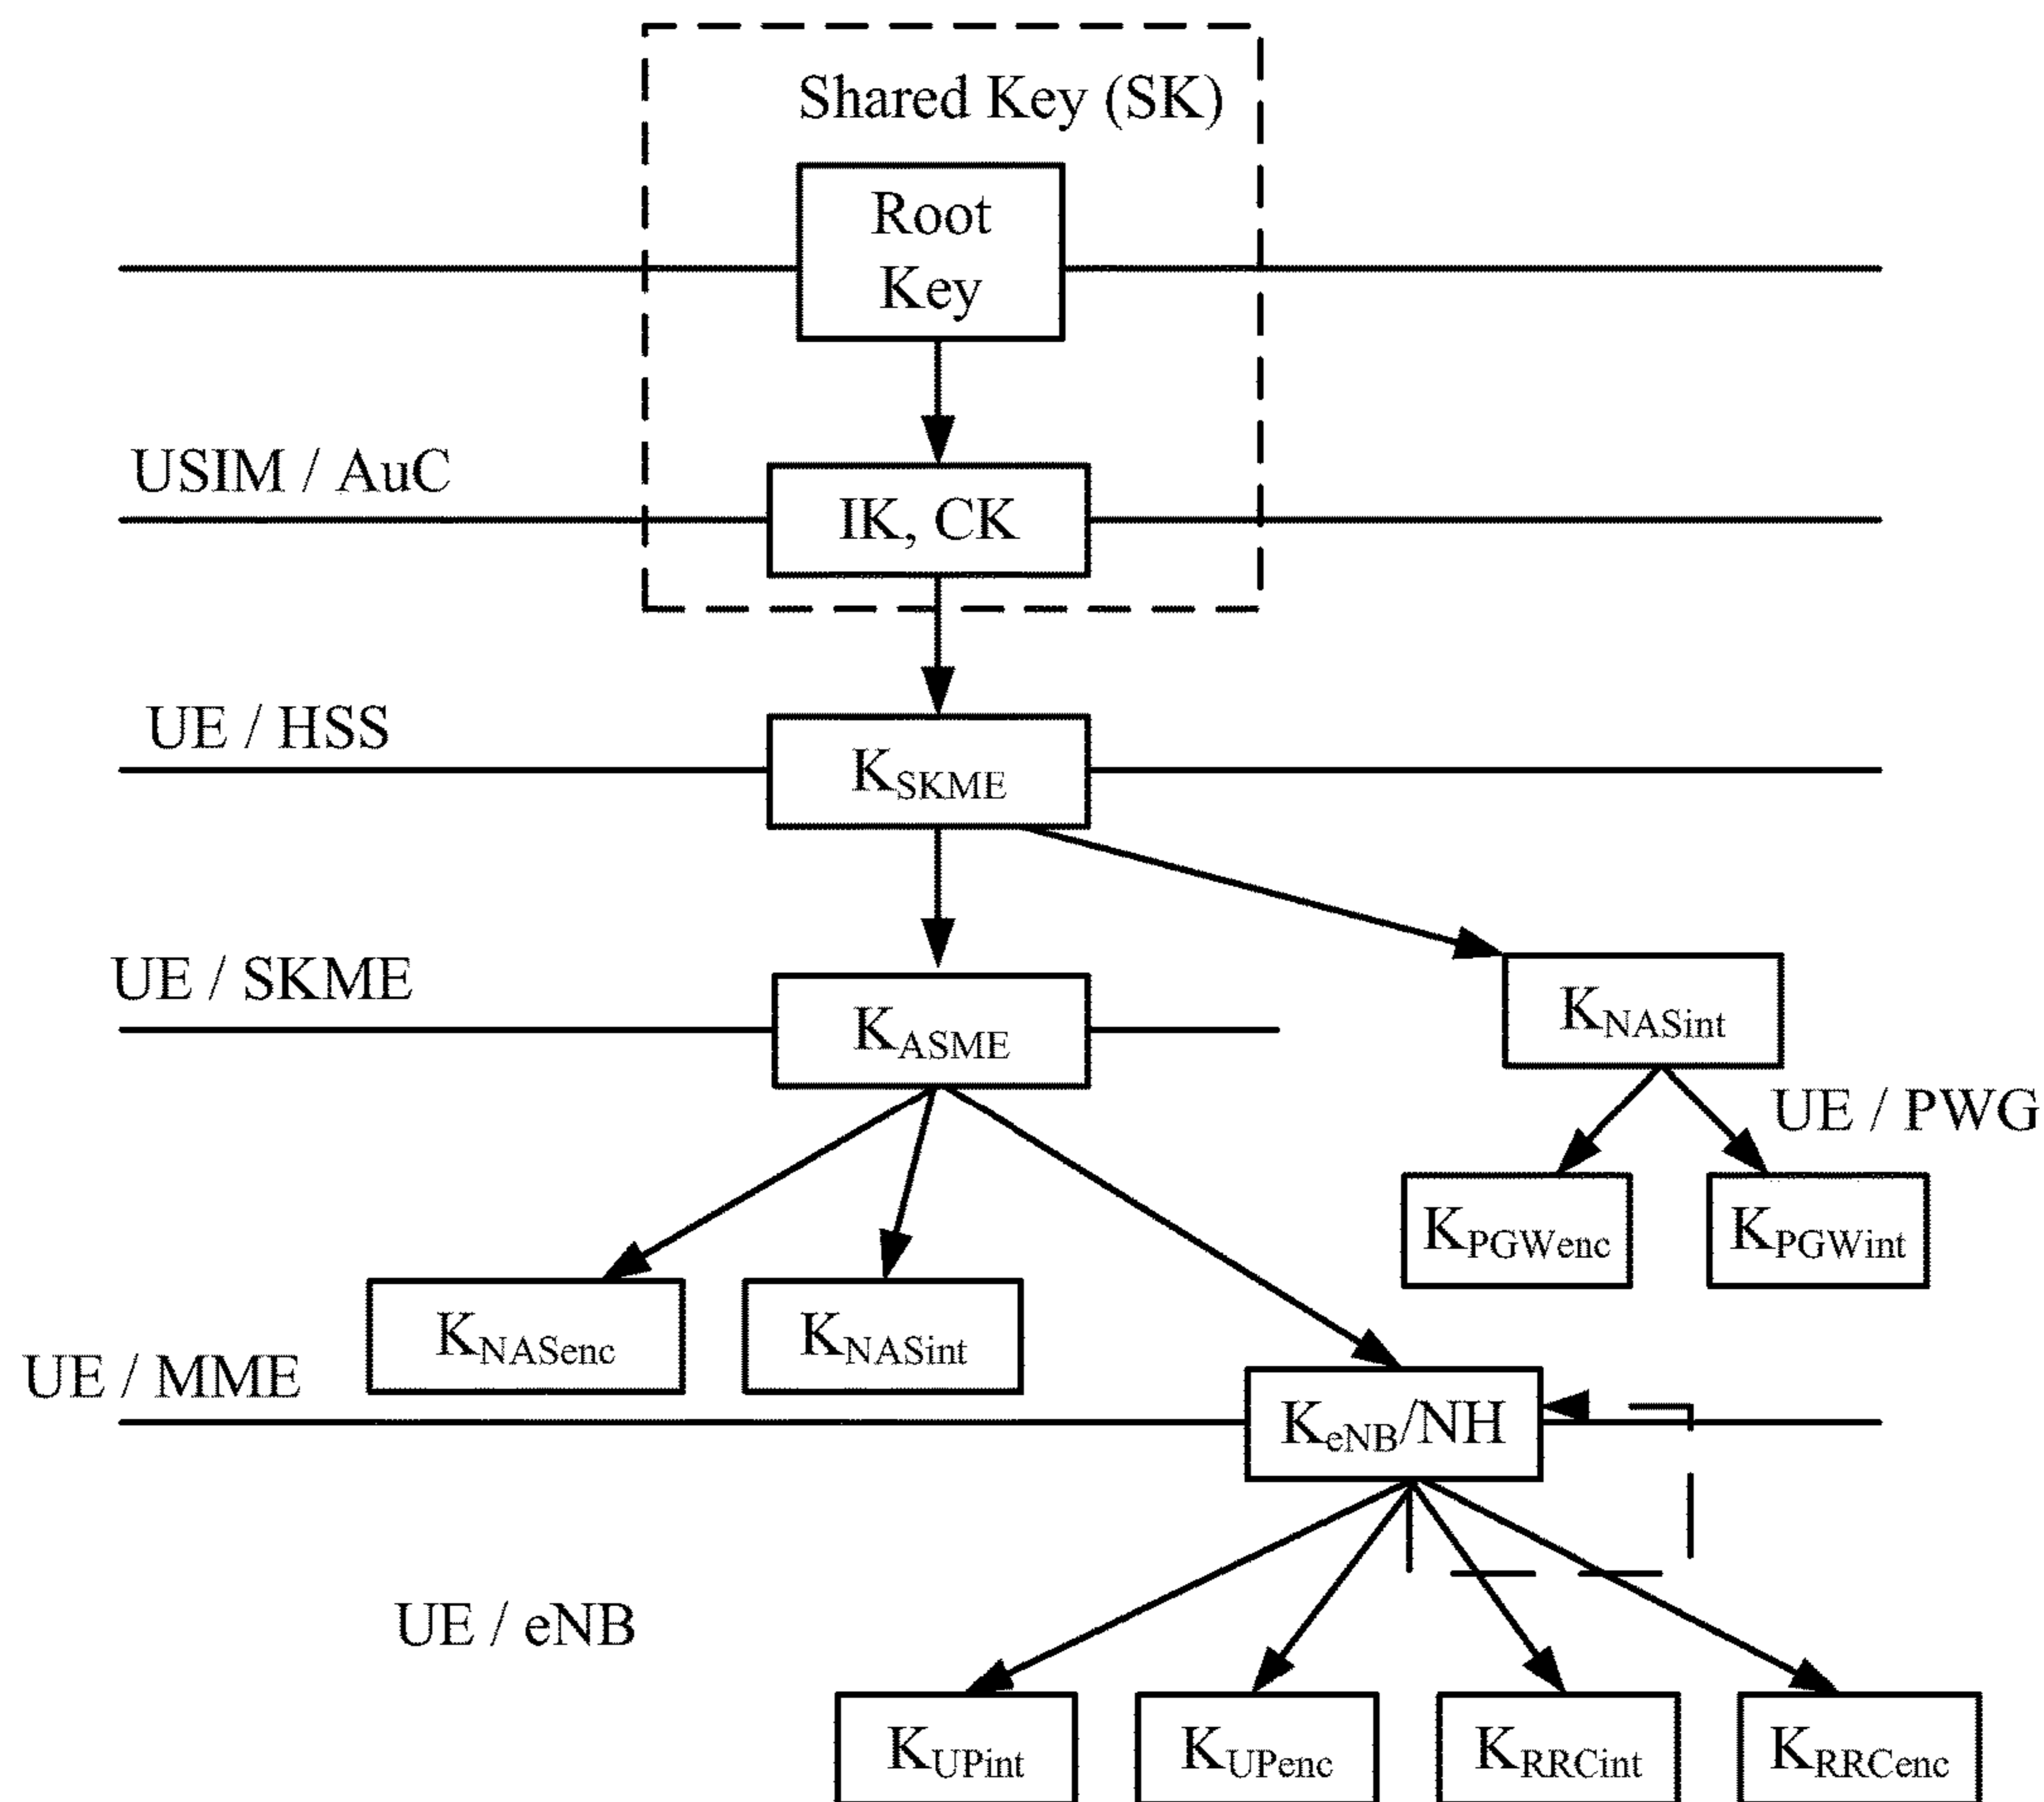 Shared Key (SK)
Root
Key
USIM / AuC
IK, CK
UE / HSS
KSKME
UE / SKME
KASME
KNASint
UE / PWG
KPGWenc
KPGWint
KNASenc
KNASint
UE / MME
KeNB/NH
UE / eNB
KUPint
KUPenc
KRRCint
KRRCenc